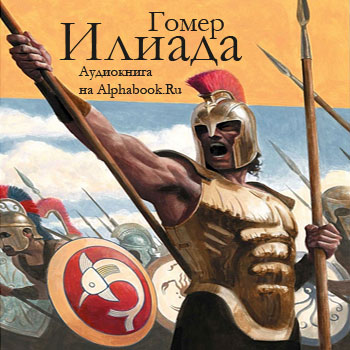 Гомер
Илиада
Аудиокнига
на Alphabook.Ru